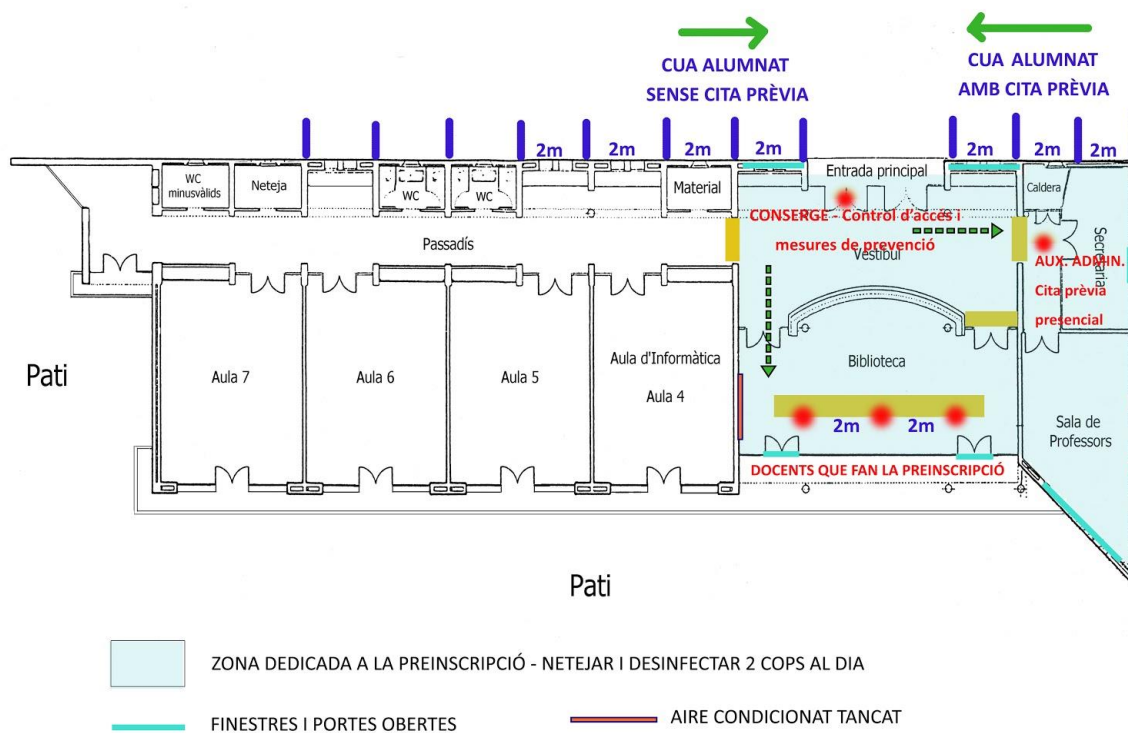 CUA ALUMNAT
SENSE CITA PRÈVIA
CUA ALUMNAT
AMB CITA PRÈVIA
2m
2m
2m
2m
2m
2m
2m
WC
minusvàlids
Neteja
WC
WC
Material
Entrada principal
Caldera
CONSERGE - Control d'accés i
mesures de prevenció
Vestíbul
Passadís
Secretaria
AUX. ADMIN.
Cita prèvia
presencial
Pati
Aula 7
Aula 6
Aula 5
Aula d'Informàtica
Aula 4
Biblioteca
2m
2m
Sala de
Professors
DOCENTS QUE FAN LA PREINSCRIPCIÓ
Pati
ZONA DEDICADA A LA PREINSCRIPCIÓ - NETEJAR I DESINFECTAR 2 COPS AL DIA
FINESTRES I PORTES OBERTES
AIRE CONDICIONAT TANCAT